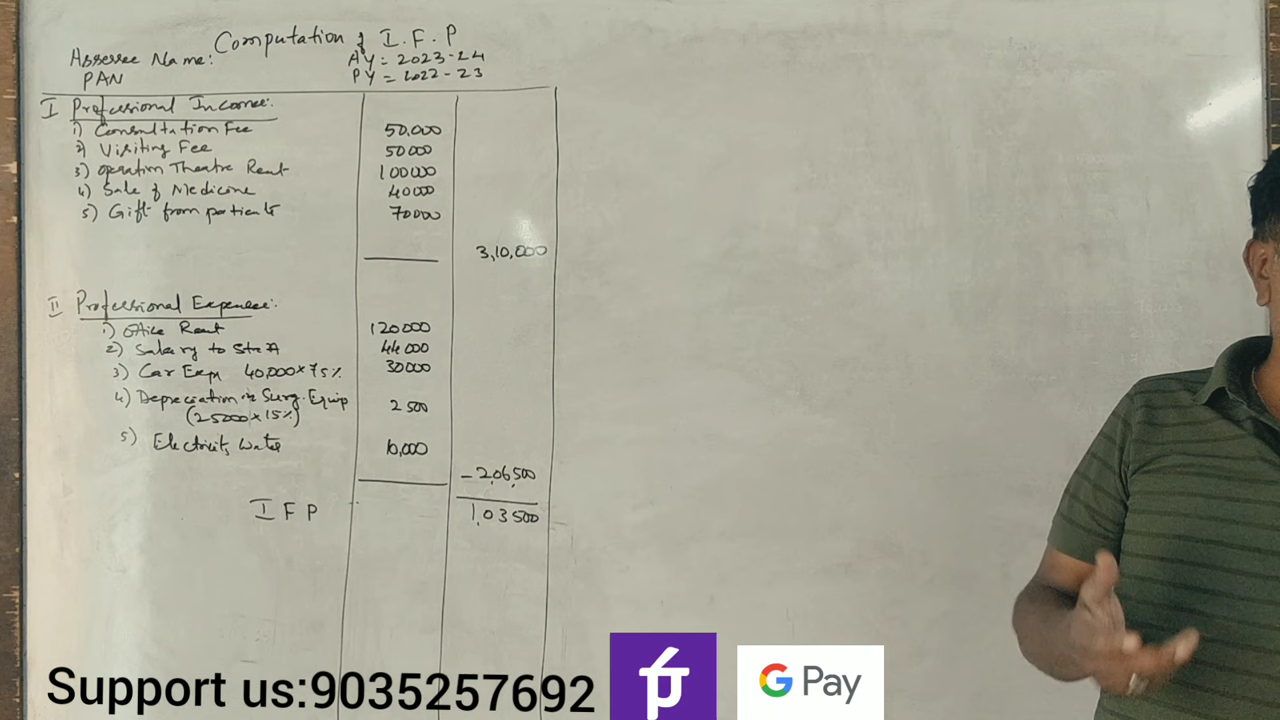 Computation of I.F.P
Assessee Name: AY = 2023-24
PAN PY = 2022-23
I Professional Income:
1) Consultation Fee 50,000
2) Visiting Fee 50000
3) Operation Theatre Rent 100000
4) Sale of Medicine 40000
5) Gift from patients 70000
3,10,000
II Professional Expenses:
1) Office Rent 120000
2) Salary to Staff 44000
3) Car Exp 40,000 x 75% 30000
4) Depreciation Surg. Equip 2500
(25000 x 15%)
5) Electricity Water 10,000
- 2,06,500
I F P 1,03500
Support us:9035257692 G Pay